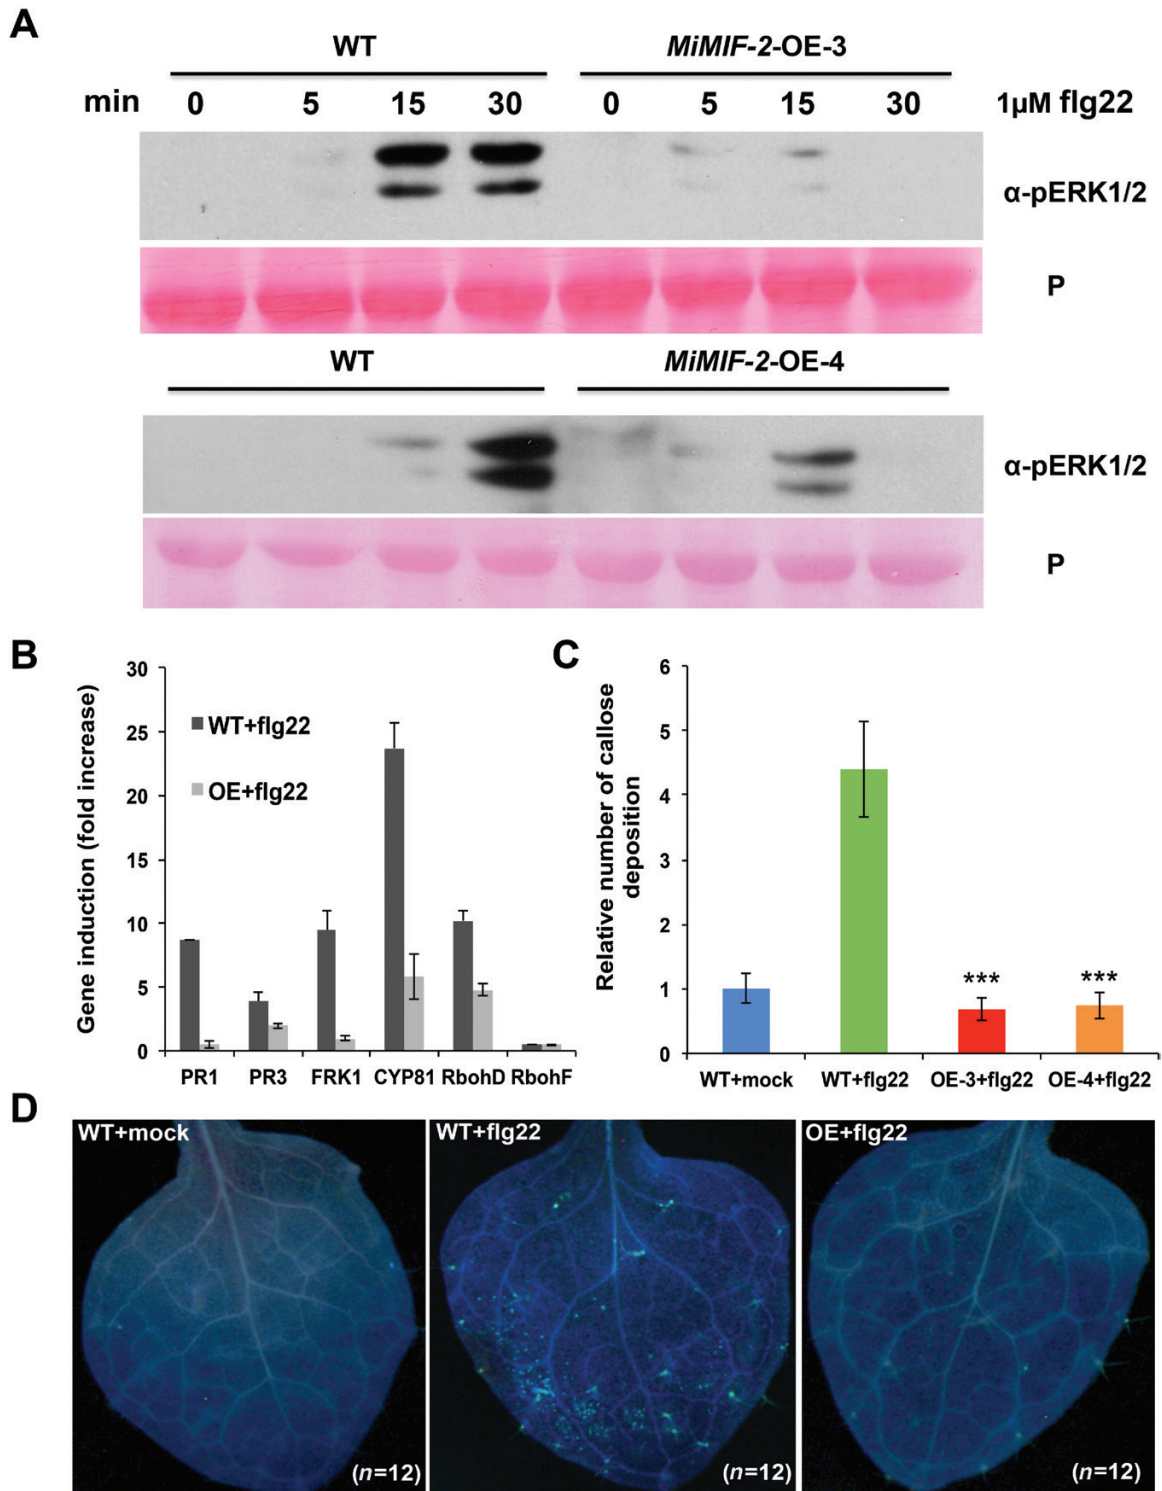 A
WT
MiMIF-2-OE-3
min 0 5 15 30 0 5 15 30 1µM flg22
α-pERK1/2
P
WT
MiMIF-2-OE-4
α-pERK1/2
P
B
Gene induction (fold increase)
30
25
20
15
10
5
0
WT+flg22
OE+flg22
PR1 PR3 FRK1 CYP81 RbohD RbohF
C
Relative number of callose
deposition
6
5
4
3
2
1
0
***
***
WT+mock WT+flg22 OE-3+flg22 OE-4+flg22
D
WT+mock
(n=12)
WT+flg22
(n=12)
OE+flg22
(n=12)